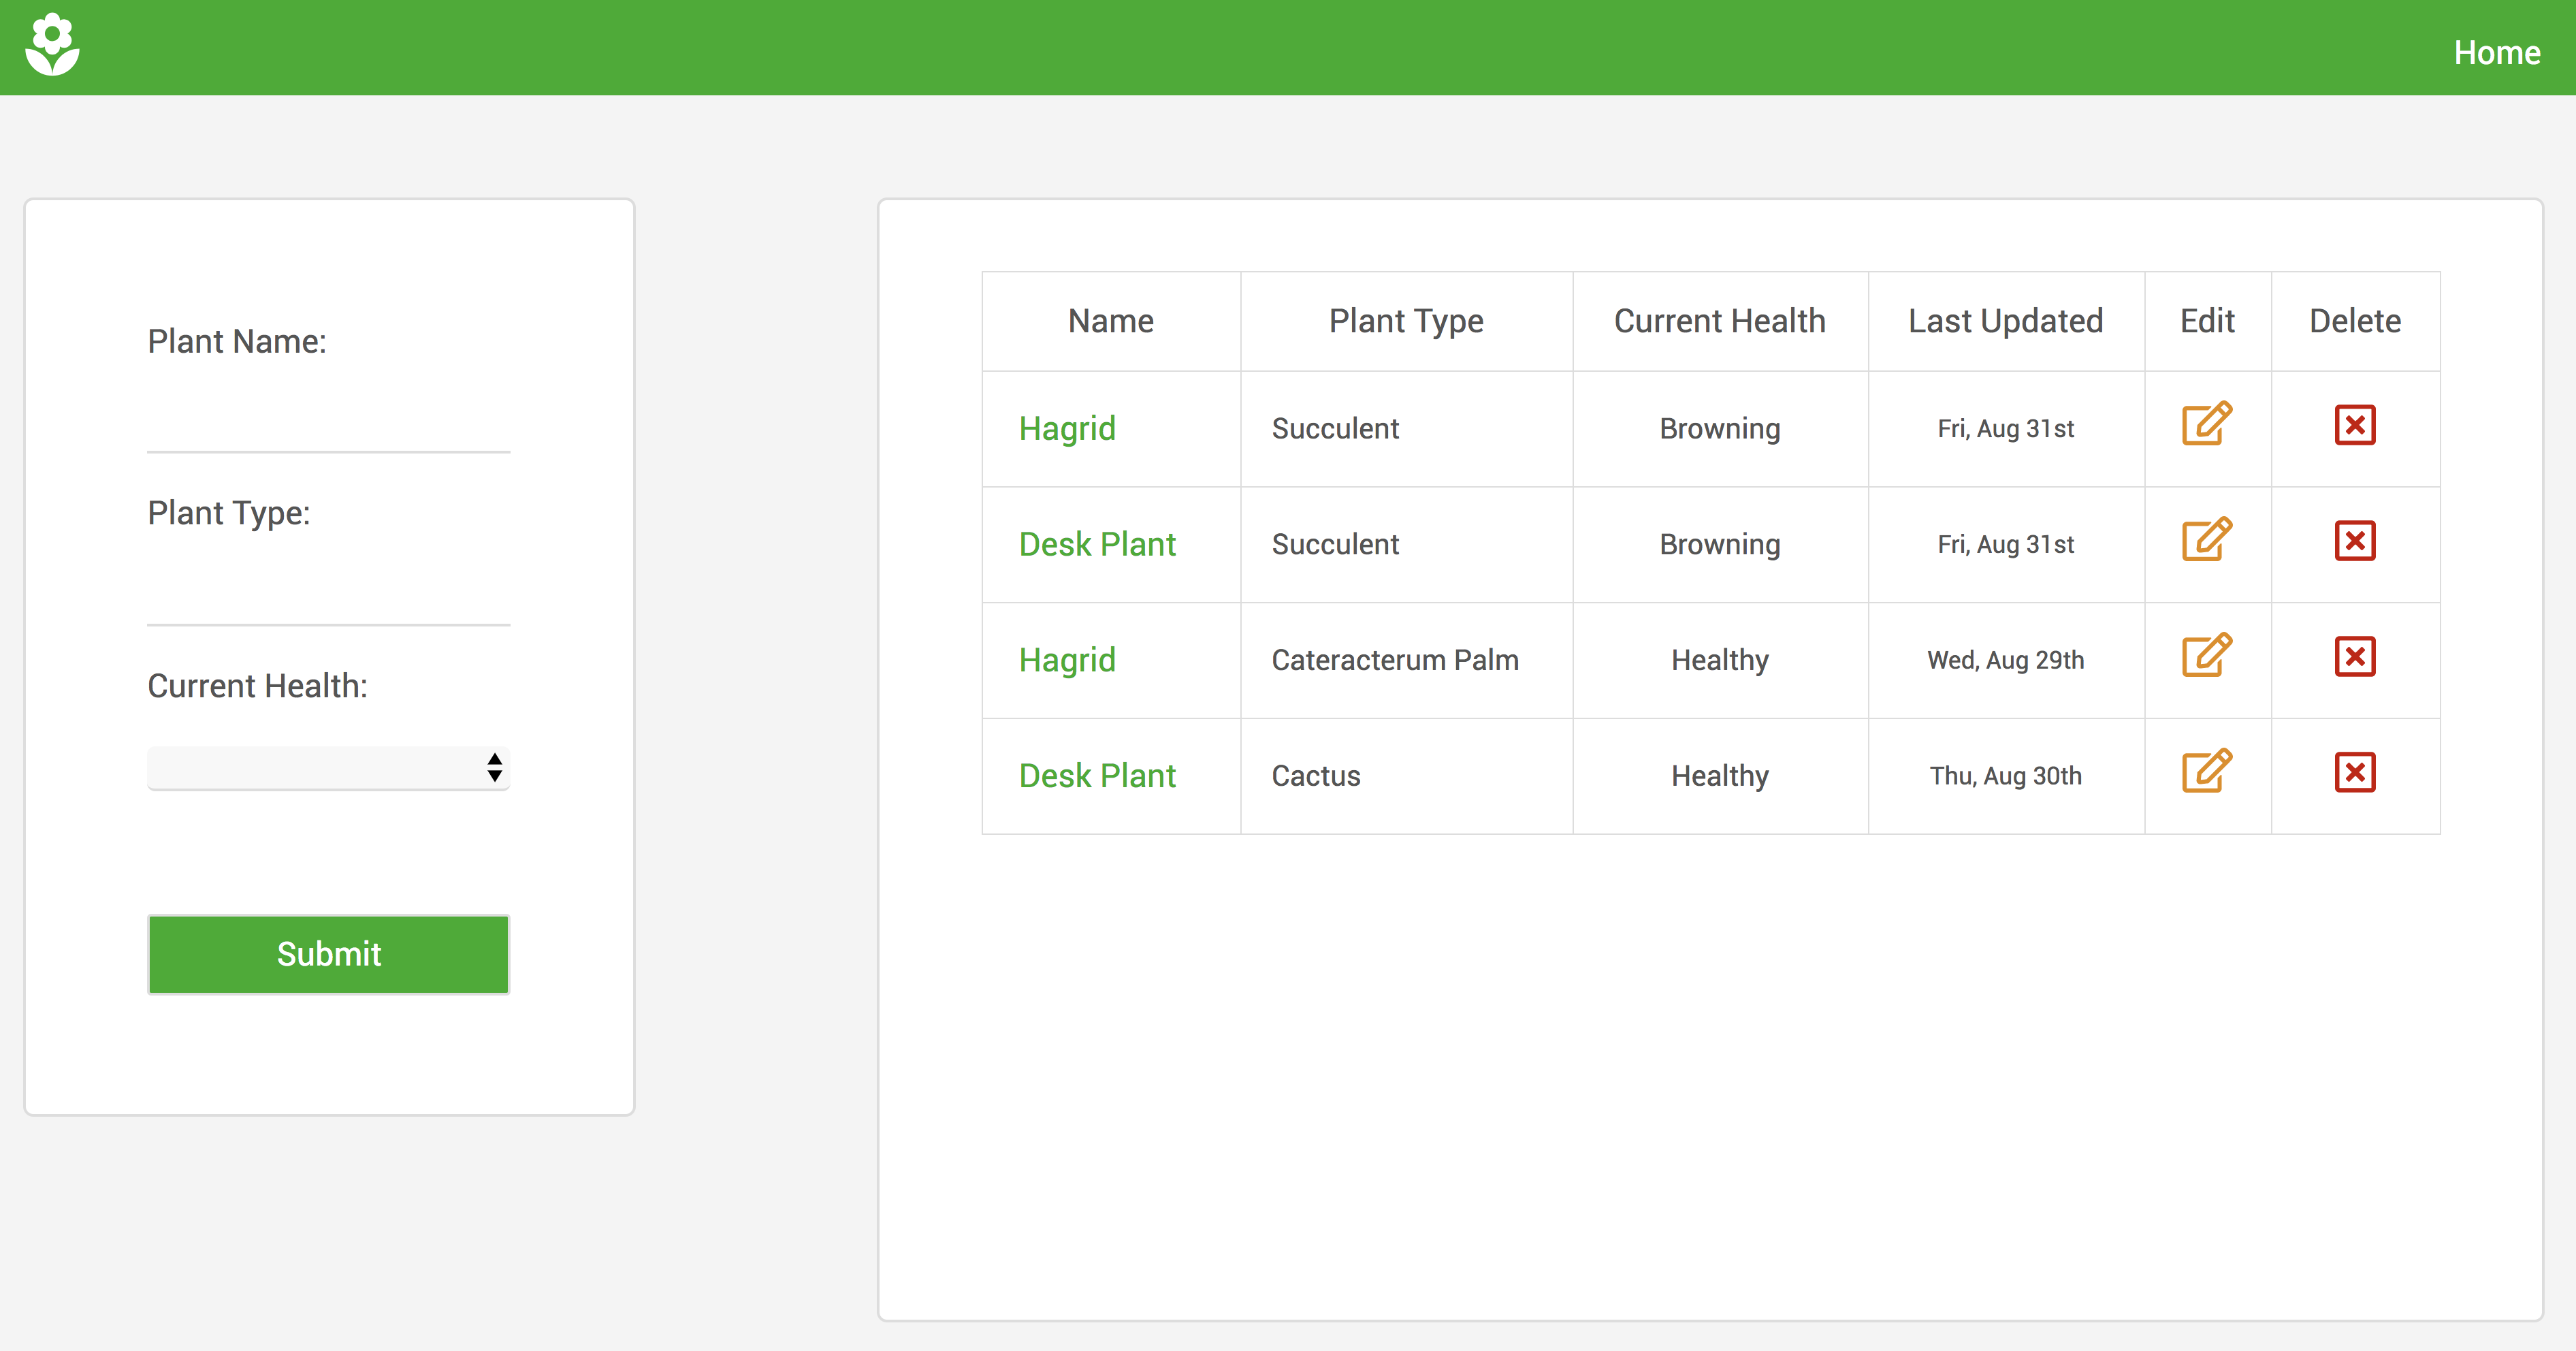 Home
Plant Name:
Plant Type:
Current Health:
Submit
Name Plant Type Current Health Last Updated Edit Delete
Hagrid Succulent Browning Fri, Aug 31st
Desk Plant Succulent Browning Fri, Aug 31st
Hagrid Cateracterum Palm Healthy Wed, Aug 29th
Desk Plant Cactus Healthy Thu, Aug 30th